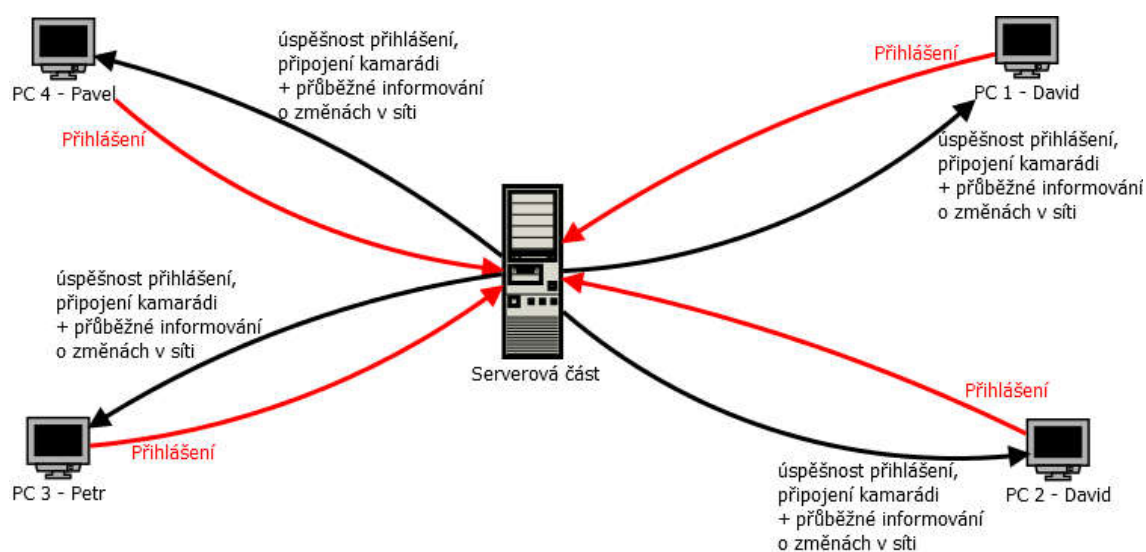 úspěšnost přihlášení,
připojení kamarádi
+ průběžné informování
o změnách v síti
PC 4 - Pavel
Přihlášení
Přihlášení
PC 1 - David
úspěšnost přihlášení,
připojení kamarádi
+ průběžné informování
o změnách v síti
úspěšnost přihlášení,
připojení kamarádi
+ průběžné informování
o změnách v síti
Serverová část
Přihlášení
PC 3 - Petr
Přihlášení
PC 2 - David
úspěšnost přihlášení,
připojení kamarádi
+ průběžné informování
o změnách v síti